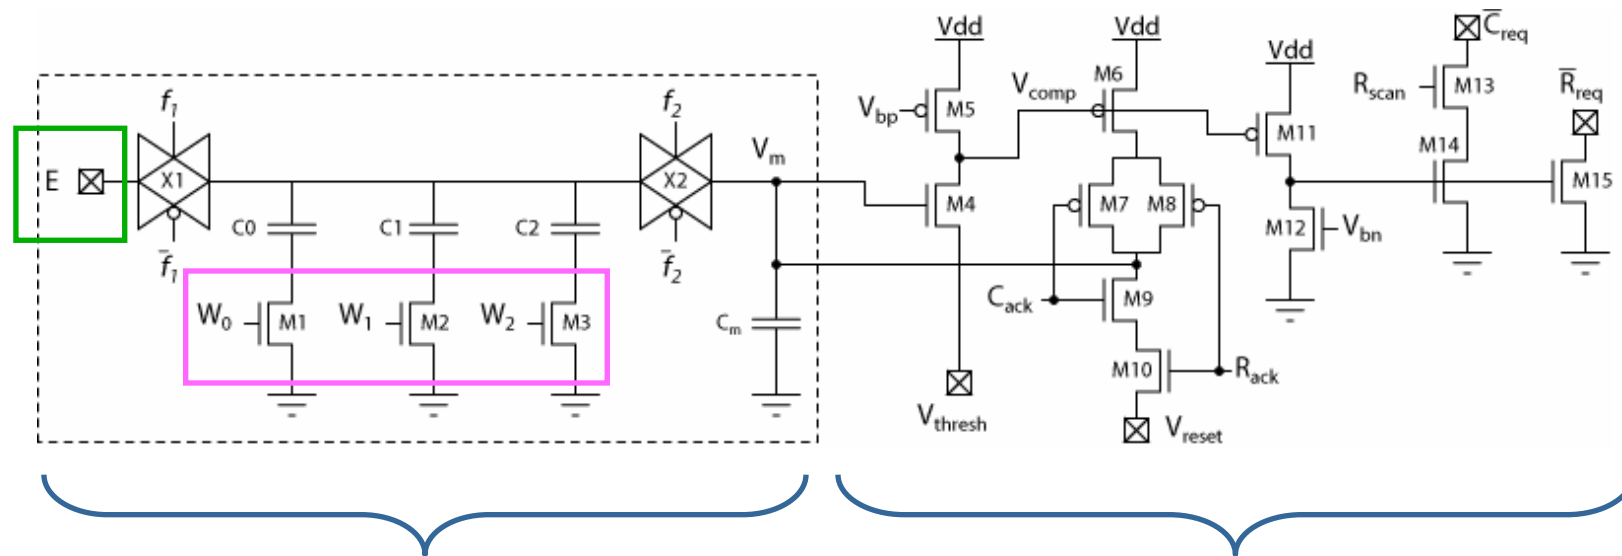 Vdd Vdd C̅req
f1 f2 Vdd
M6 Rscan M13 R̅req
Vcomp
Vbp M5
M11
Vm M14
E X1 X2 M15
M4 M7 M8
C0 C1 C2 M12 Vbn
f̅1 f̅2
Cack M9
W0 M1 W1 M2 W2 M3
Cm
M10 Rack
Vthresh Vreset